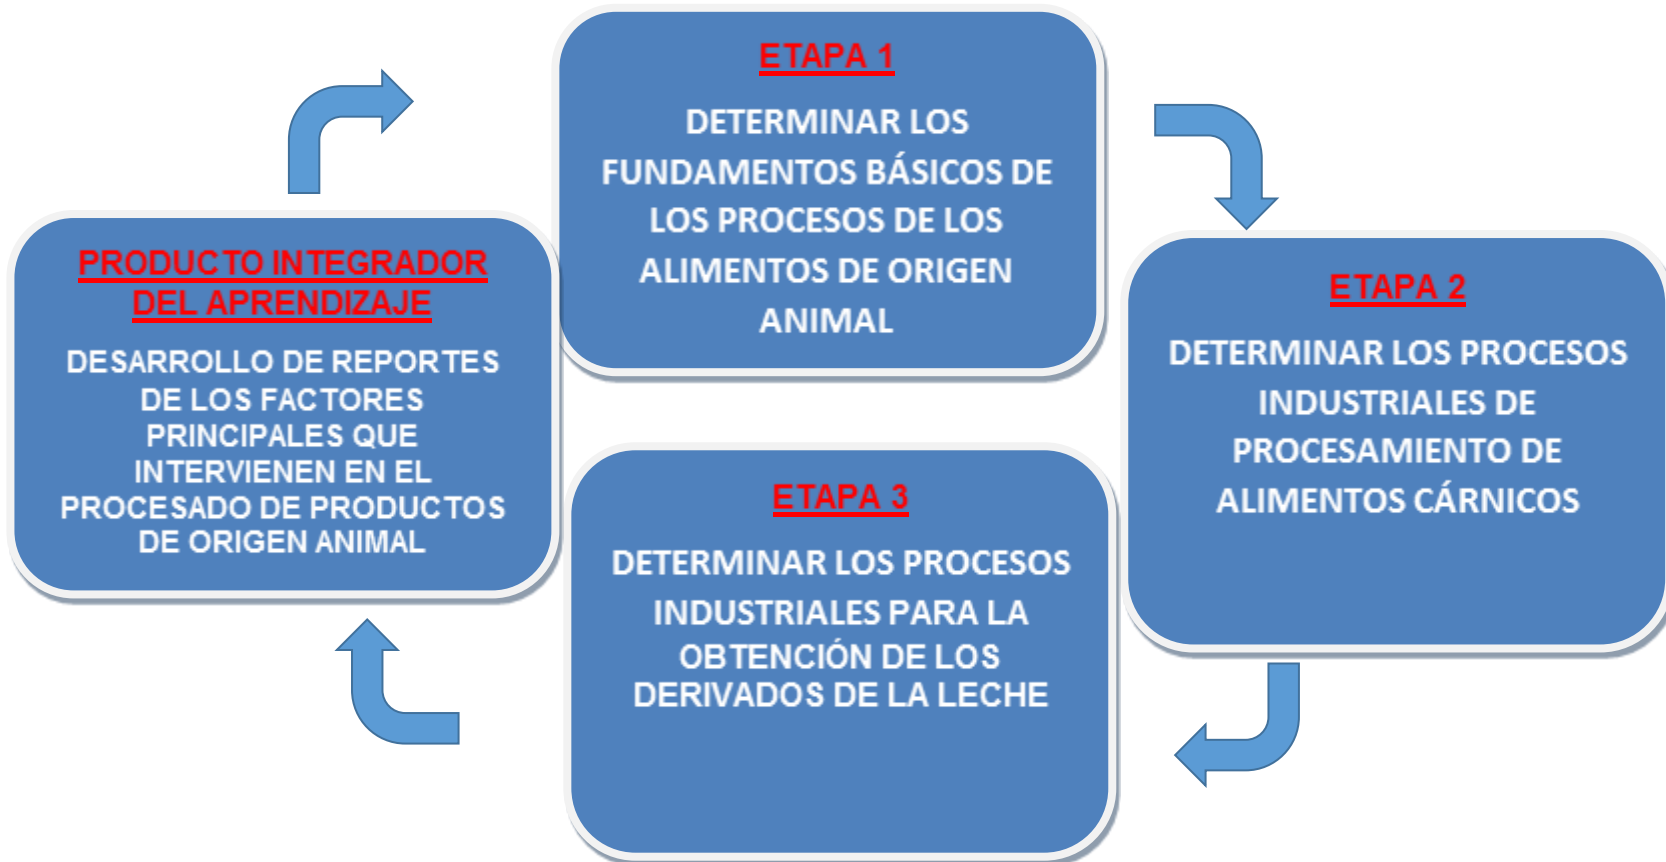 ETAPA 1
DETERMINAR LOS
FUNDAMENTOS BÁSICOS DE
LOS PROCESOS DE LOS
ALIMENTOS DE ORIGEN
ANIMAL
ETAPA 2
DETERMINAR LOS PROCESOS
INDUSTRIALES DE
PROCESAMIENTO DE
ALIMENTOS CÁRNICOS
ETAPA 3
DETERMINAR LOS PROCESOS
INDUSTRIALES PARA LA
OBTENCIÓN DE LOS
DERIVADOS DE LA LECHE
PRODUCTO INTEGRADOR
DEL APRENDIZAJE
DESARROLLO DE REPORTES
DE LOS FACTORES
PRINCIPALES QUE
INTERVIENEN EN EL
PROCESADO DE PRODUCTOS
DE ORIGEN ANIMAL